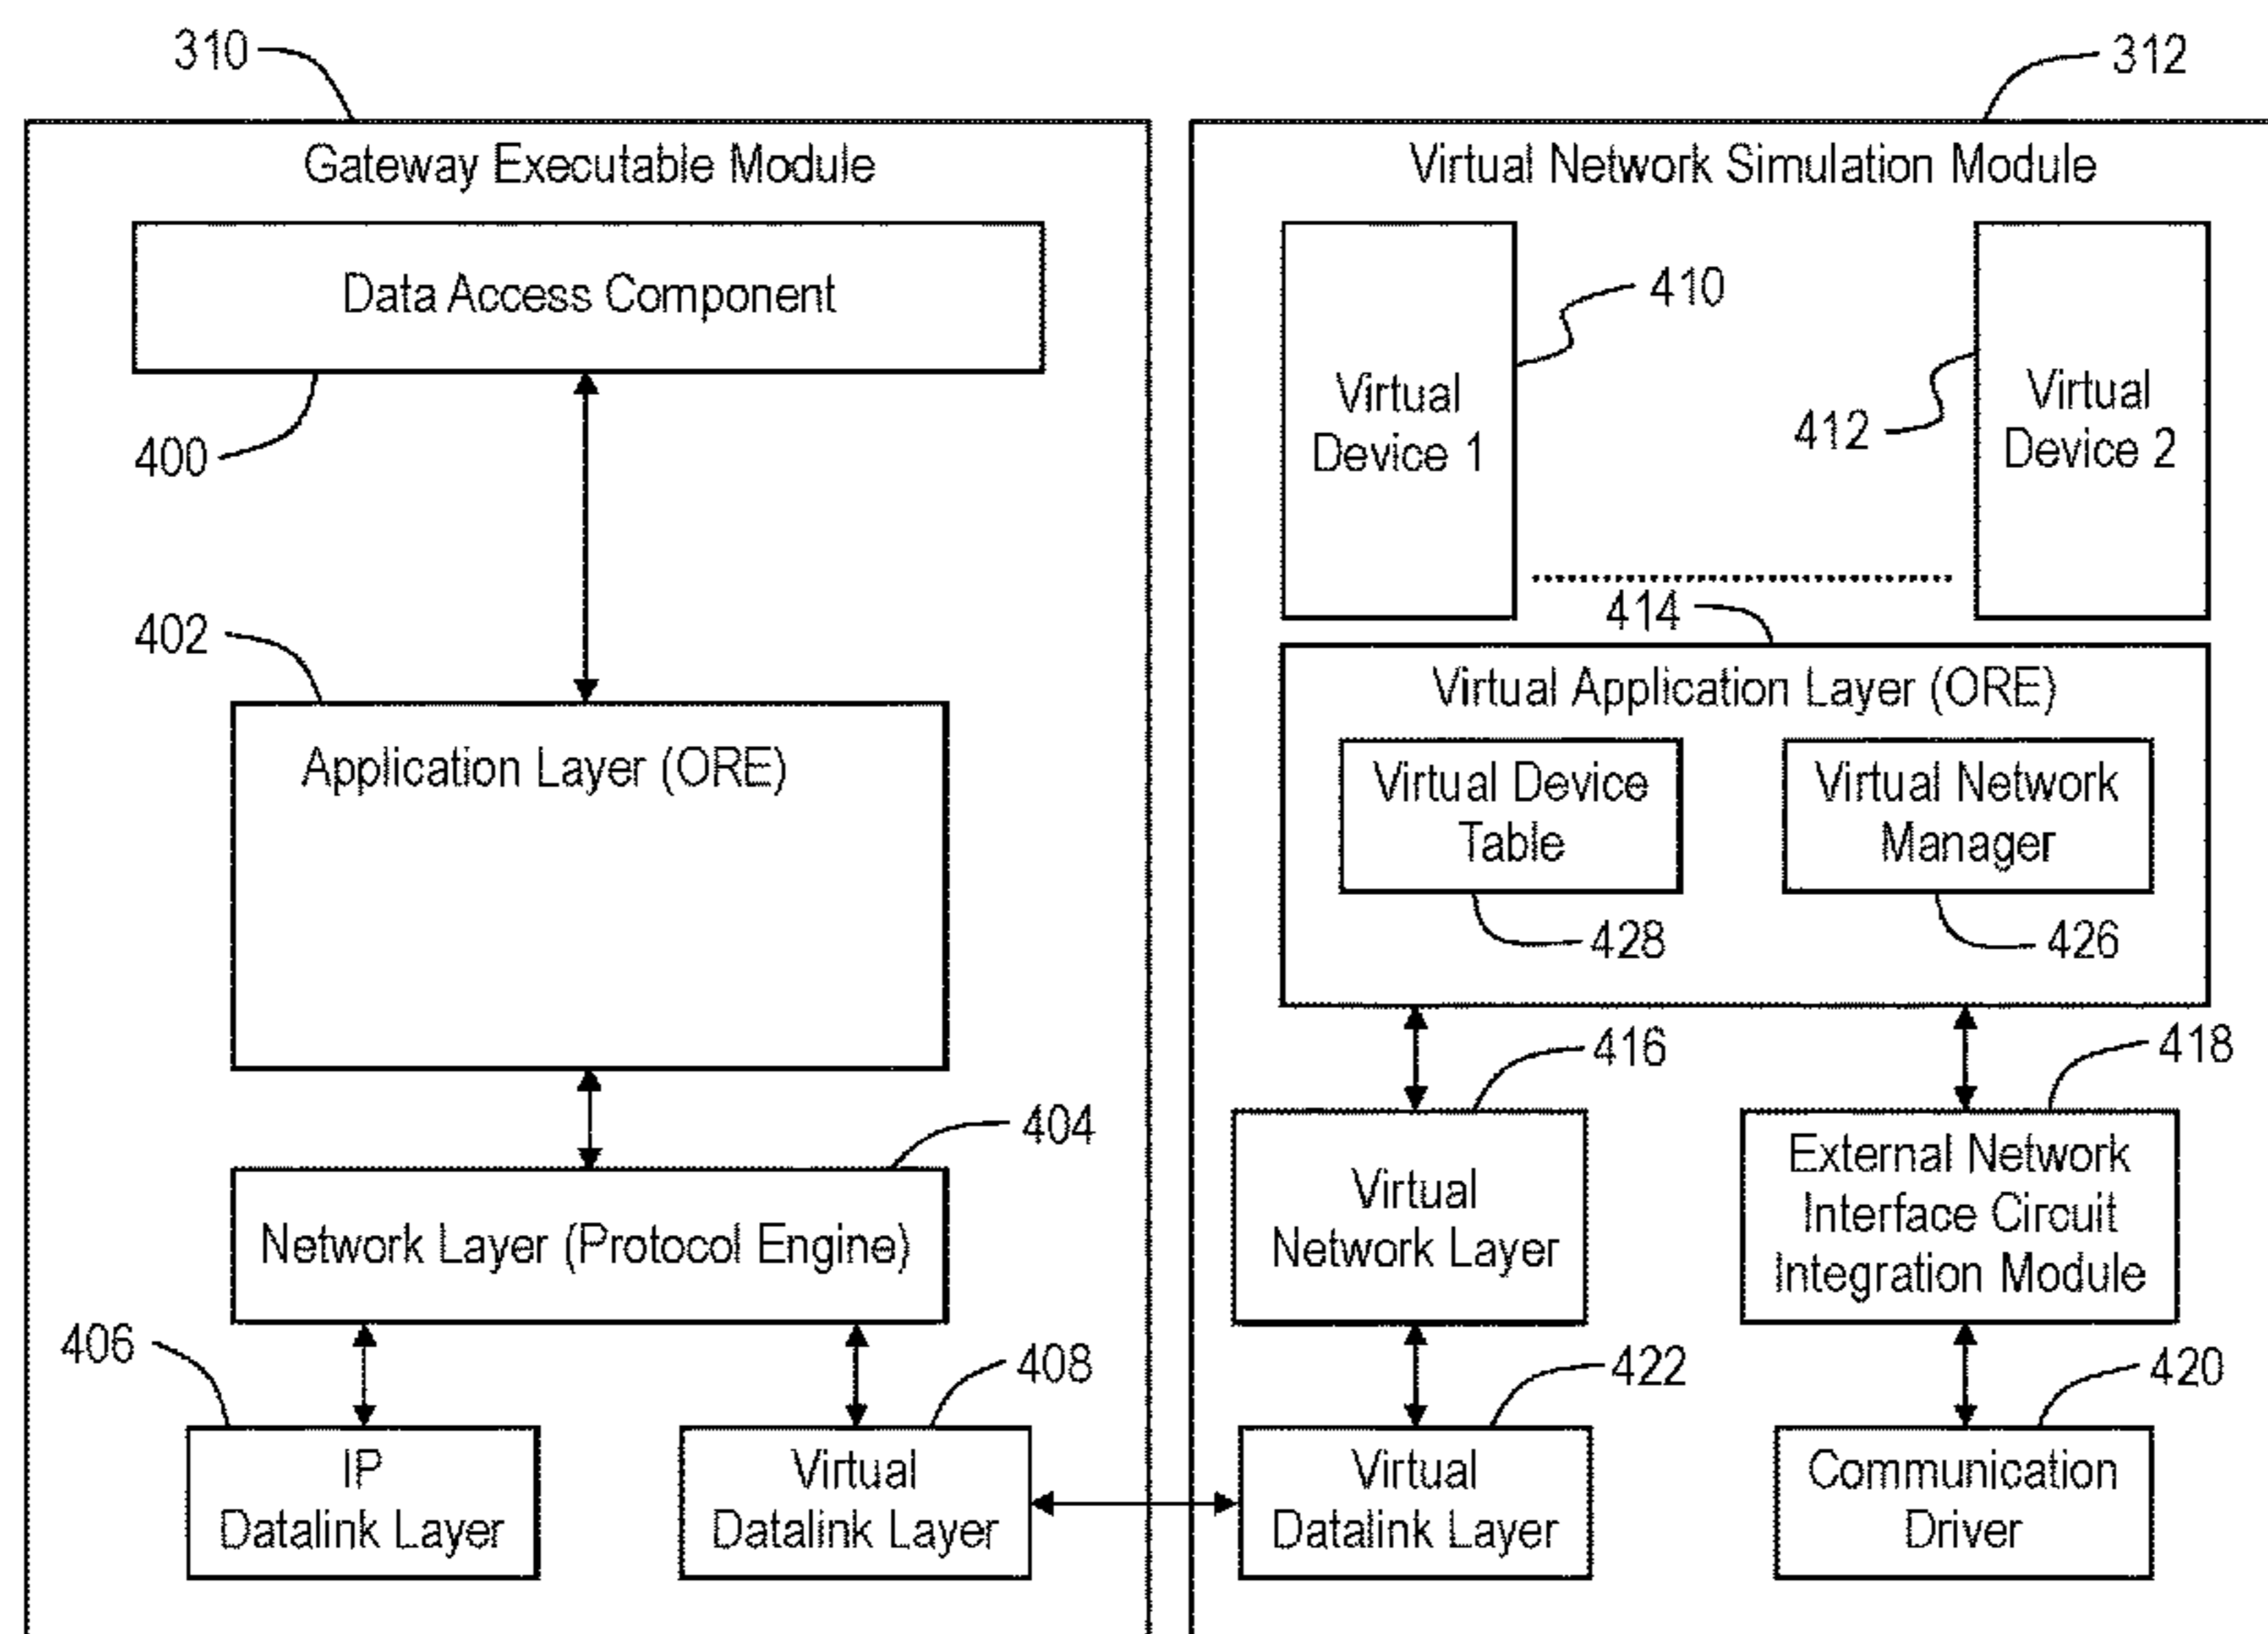 310
312
Gateway Executable Module
Data Access Component
400
402
Application Layer (ORE)
404
Network Layer (Protocol Engine)
406
408
IP
Datalink Layer
Virtual
Datalink Layer
Virtual Network Simulation Module
Virtual
Device 1
410
412
Virtual
Device 2
414
Virtual Application Layer (ORE)
Virtual Device
Table
Virtual Network
Manager
428
426
416
418
Virtual
Network Layer
External Network
Interface Circuit
Integration Module
422
420
Virtual
Datalink Layer
Communication
Driver